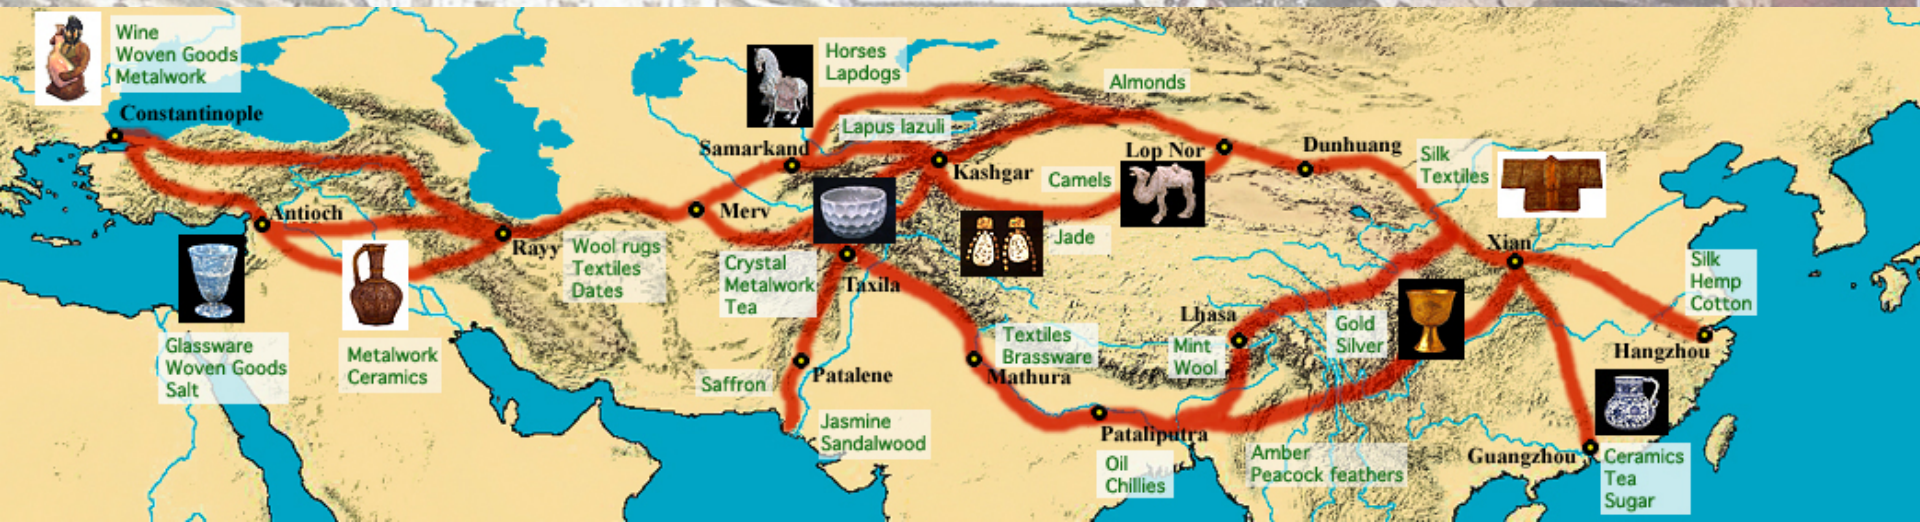 Wine
Woven Goods
Metalwork
Constantinople
Horses
Lapdogs
Almonds
Lapus lazuli
Samarkand
Kashgar
Lop Nor
Dunhuang
Silk
Textiles
Camels
Antioch
Merv
Jade
Rayy
Wool rugs
Textiles
Dates
Crystal
Metalwork
Tea
Taxila
Xian
Silk
Hemp
Cotton
Glassware
Woven Goods
Salt
Metalwork
Ceramics
Textiles
Brassware
Lhasa
Mint
Wool
Gold
Silver
Hangzhou
Saffron
Patalene
Mathura
Jasmine
Sandalwood
Pataliputra
Oil
Chillies
Amber
Peacock feathers
Guangzhou
Ceramics
Tea
Sugar